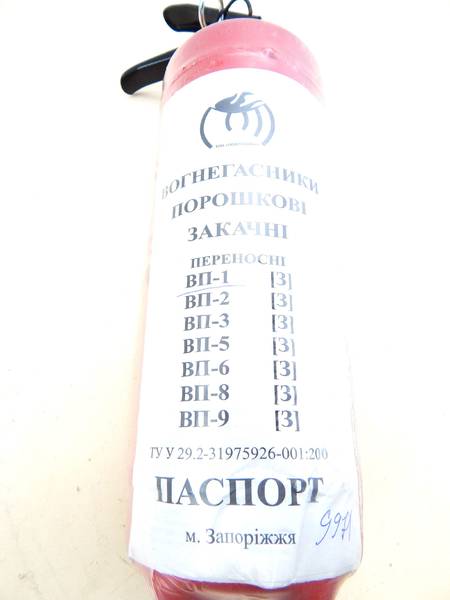 ВОГНЕГАСНИКИ
ПОРОШКОВІ
ЗАКАЧНІ
ПЕРЕНОСНІ
ВП-1 [З]
ВП-2 [З]
ВП-3 [З]
ВП-5 [З]
ВП-6 [З]
ВП-8 [З]
ВП-9 [З]
ТУ У 29.2-31975926-001:200
ПАСПОРТ
м. Запоріжжя
9971